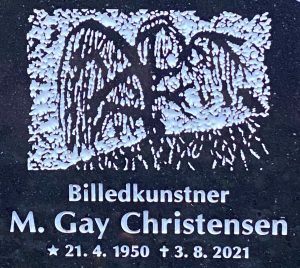 Billedkunstner
M. Gay Christensen
★ 21. 4. 1950 ✝ 3. 8. 2021